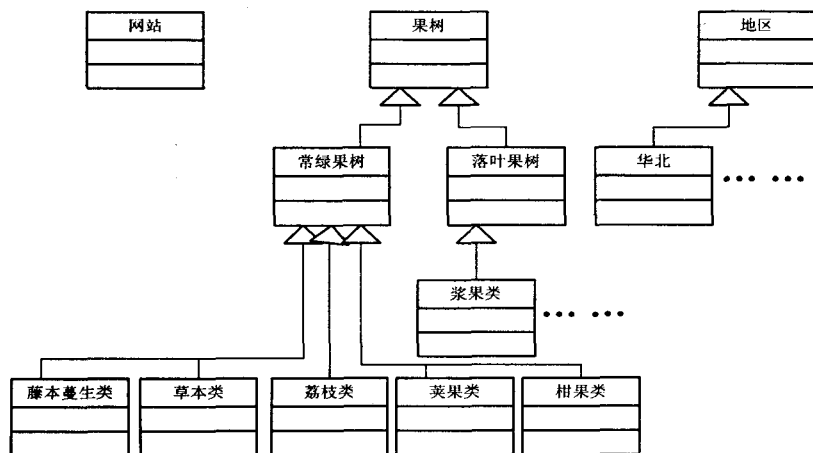 网站
果树
地区
常绿果树
落叶果树
华北
••• •••
浆果类
••• •••
藤本蔓生类
草本类
荔枝类
荚果类
柑果类